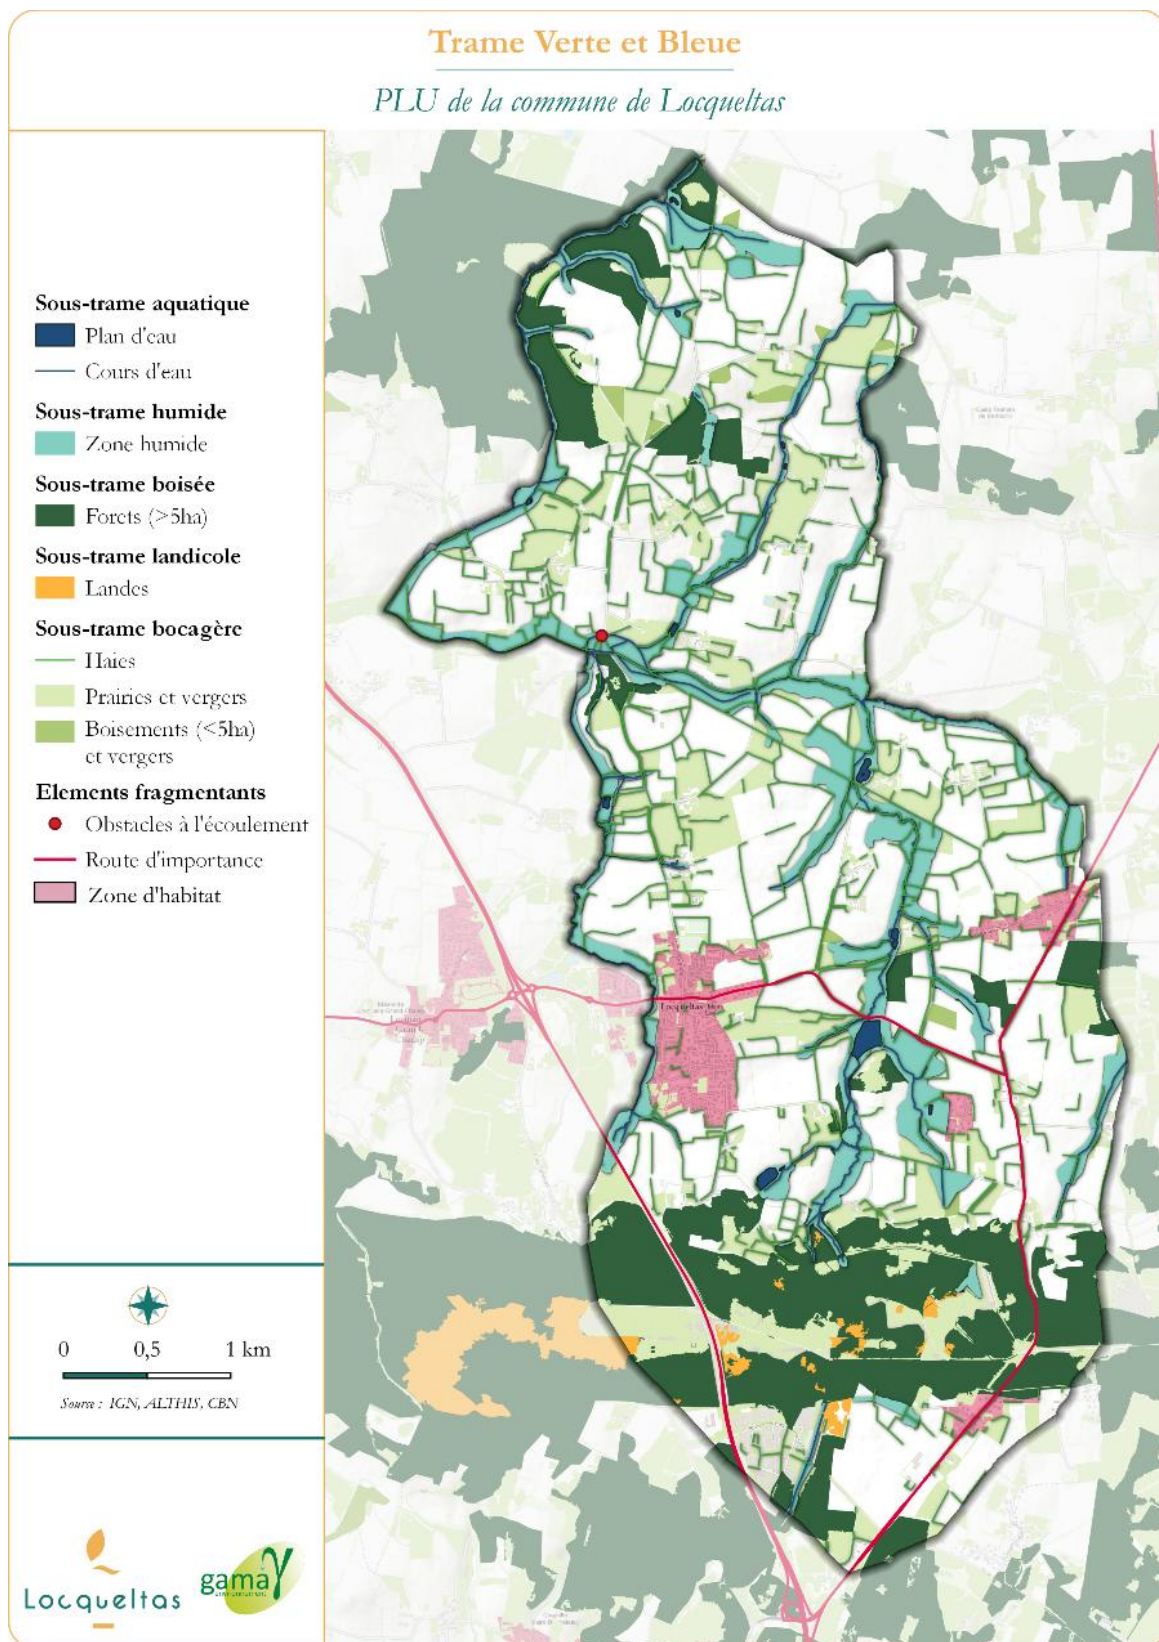 Trame Verte et Bleue
PLU de la commune de Locqueltas
Sous-trame aquatique
Plan d'eau
Cours d'eau
Sous-trame humide
Zone humide
Sous-trame boisée
Forets (>5ha)
Sous-trame landicole
Landes
Sous-trame bocagère
Haies
Prairies et vergers
Boisements (<5ha)
et vergers
Elements fragmentants
Obstacles à l'écoulement
Route d'importance
Zone d'habitat
0 0,5 1 km
Source : IGN, ALTHIS, CBN
Locqueltas
gama
environnement
Locqueltas